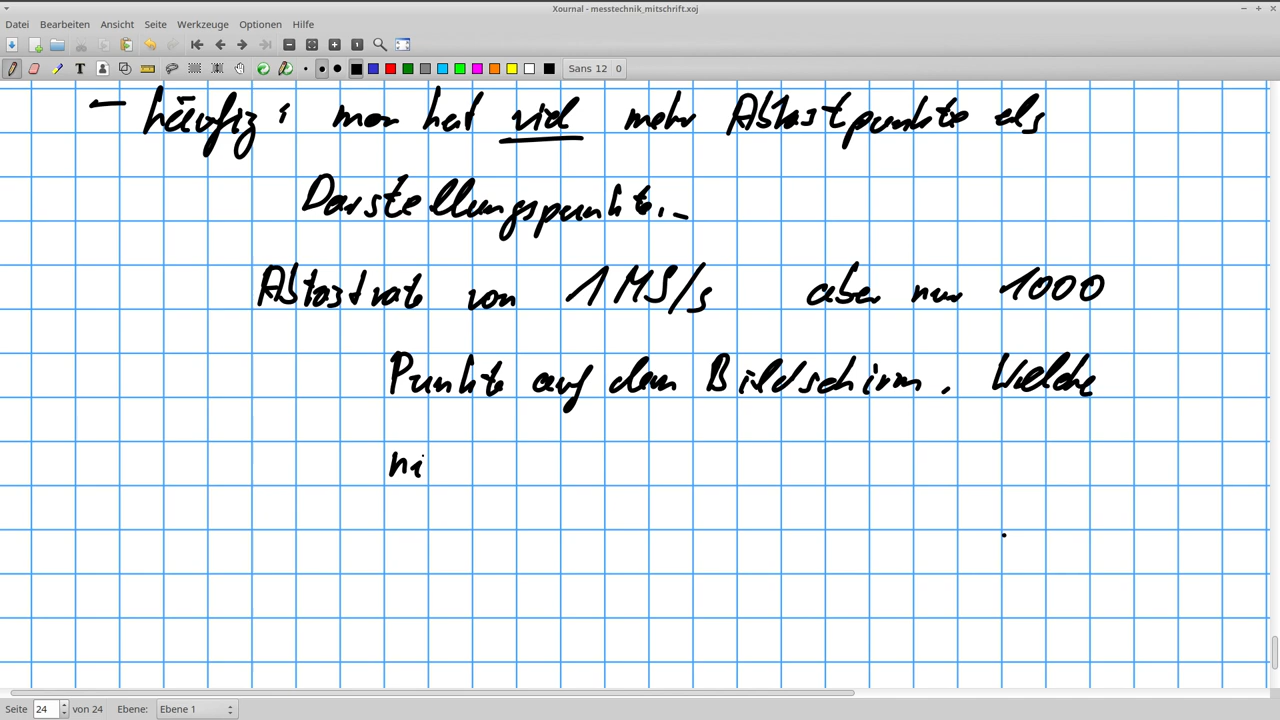 Xournal - messtechnik_mitschrift.xoj
Datei Bearbeiten Ansicht Seite Werkzeuge Optionen Hilfe
Sans 12 0
– häufig: man hat viel mehr Abtastpunkte als
Darstellungspunkte.
Abtastrate von 1 MS/s aber nur 1000
Punkte auf dem Bildschirm. Welche
ni
Seite 24 von 24 Ebene: Ebene 1